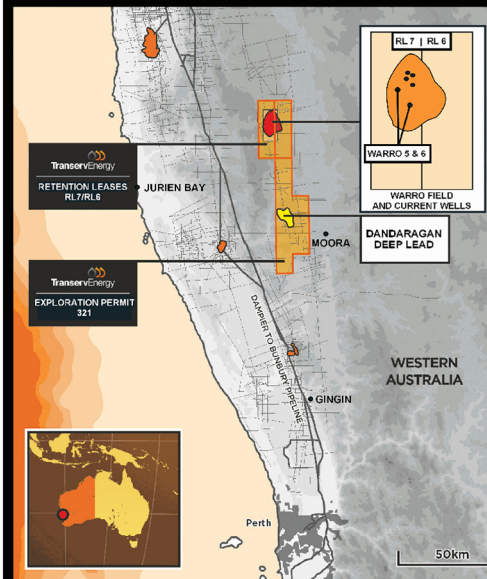 RL 7 | RL 6
WARRO 5 & 6
WARRO FIELD
AND CURRENT WELLS
TranservEnergy
RETENTION LEASES
RL7/RL6
JURIEN BAY
DANDARAGAN
DEEP LEAD
MOORA
TranservEnergy
EXPLORATION PERMIT
321
DAMPIER TO BUNBURY PIPELINE
WESTERN
AUSTRALIA
GINGIN
Perth
50km